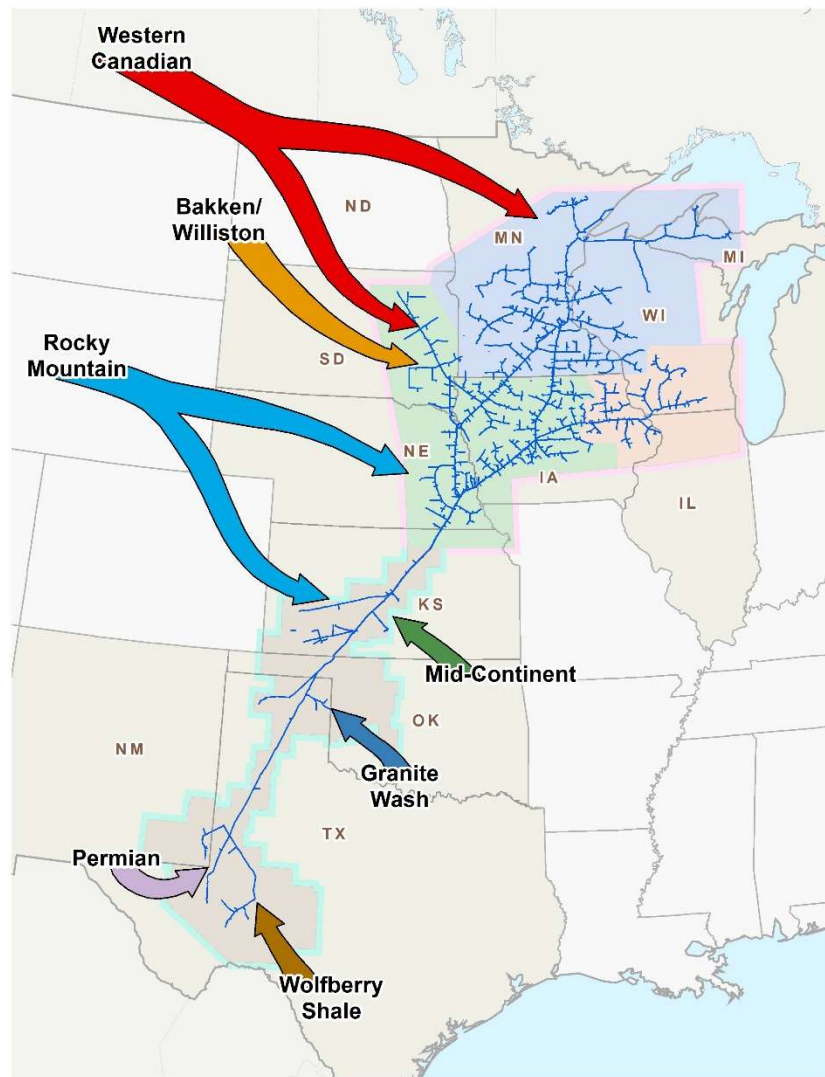 Western
Canadian
ND
Bakken/
Williston
MN
MI
WI
Rocky
Mountain
SD
NE
IA
IL
KS
Mid-Continent
NM
OK
Granite
Wash
TX
Permian
Wolfberry
Shale